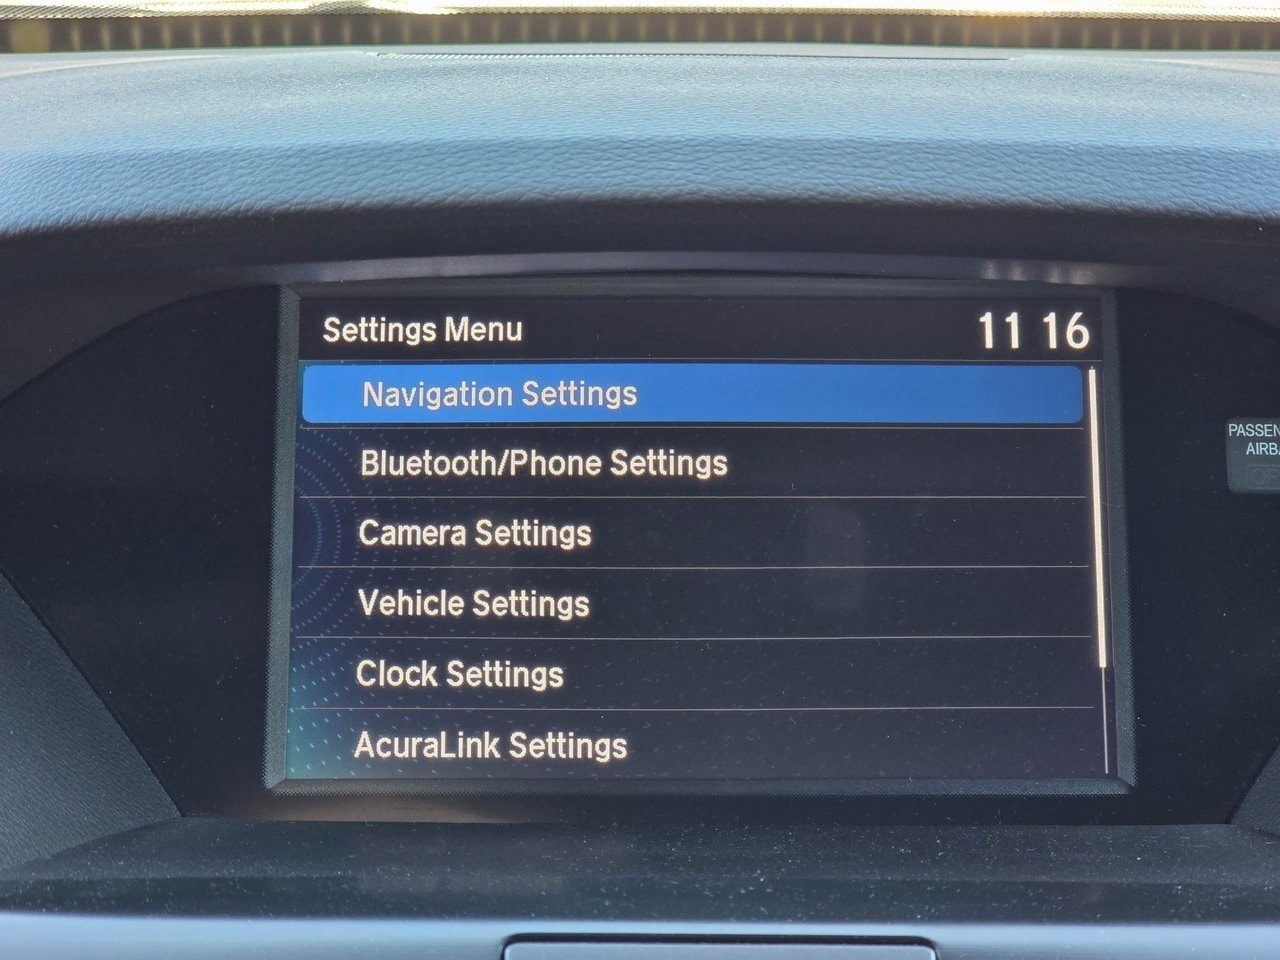 Settings Menu 11 16
Navigation Settings
Bluetooth/Phone Settings
Camera Settings
Vehicle Settings
Clock Settings
AcuraLink Settings